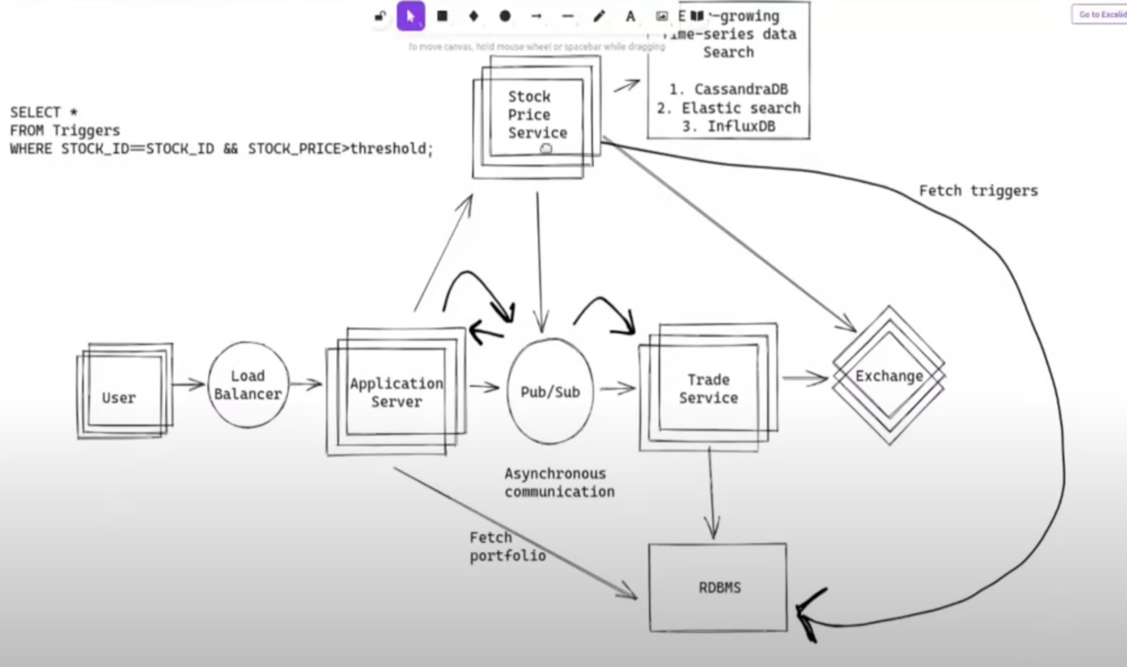 Go to Excalid
to move canvas, hold mouse wheel or spacebar while dragging
-growing
ime-series data
Search
1. CassandraDB
2. Elastic search
3. InfluxDB
Stock
Price
Service
SELECT *
FROM Triggers
WHERE STOCK_ID==STOCK_ID && STOCK_PRICE>threshold;
Fetch triggers
User
Load
Balancer
Application
Server
Pub/Sub
Trade
Service
Exchange
Asynchronous
communication
Fetch
portfolio
RDBMS